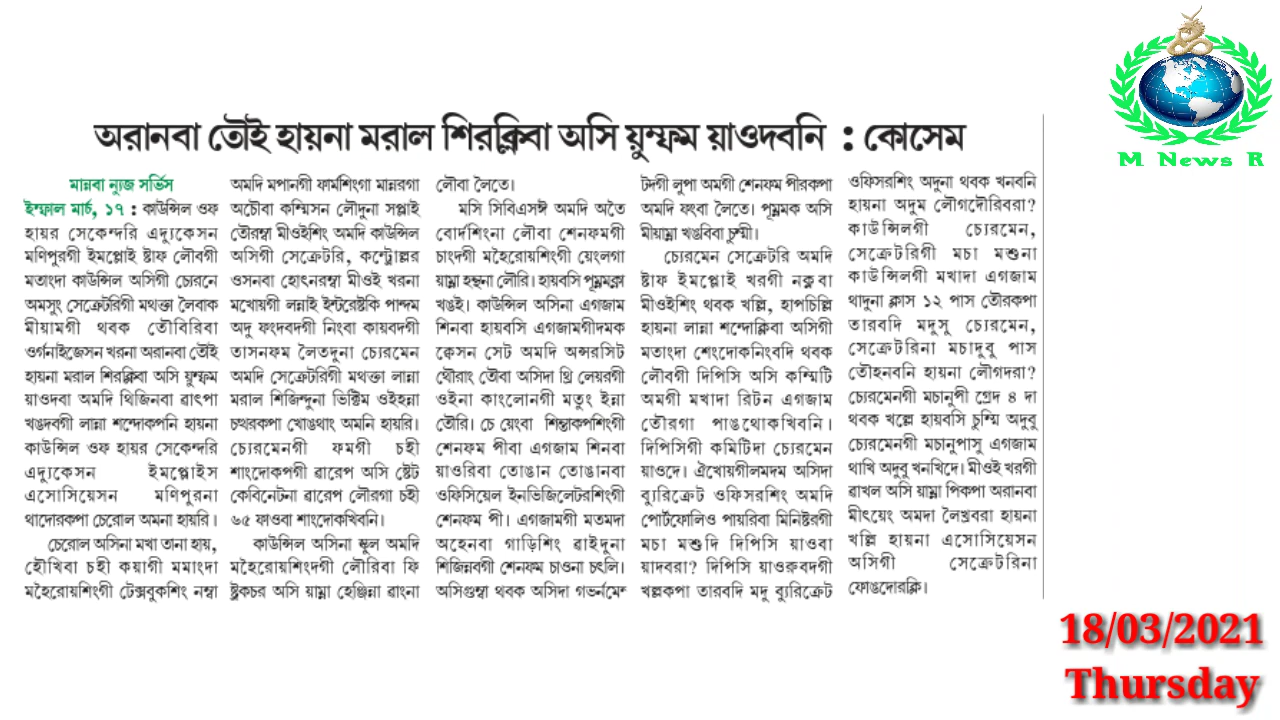 অরানবা তৌই হায়না মরাল শিরক্লিবা অসি য়ুম্ফম য়াওদবনি : কোসেম
মান্নবা ন্যুজ সর্ভিস
ইম্ফাল মার্চ, ১৭ : কাউন্সিল ওফ
হায়র সেকেন্দরি এদ্যুকেসন
মণিপুরগী ইমপ্লোই ষ্টাফ লৌবগী
মতাংদা কাউন্সিল অসিগী চেরনে
অমসুং সেক্রেটরিগী মথক্তা লৈবাক
মীয়ামগী থবক তৌবিরিবা
ওর্গনাইজেসন খরনা অরানবা তৌই
হায়না মরাল শিরক্লিবা অসি য়ুম্ফম
য়াওদবা অমদি থিজিনবা ৱাৎপা
খঙদবগী লান্না শন্দোকপনি হায়না
কাউন্সিল ওফ হায়র সেকেন্দরি
এদ্যুকেসন ইমপ্লোইস
এসোসিয়েসন মণিপুরনা
থাদোরকপা চেরোল অমনা হায়রি।
চেরোল অসিনা মখা তানা হায়,
হৌখিবা চহী কয়াগী মমাংদা
মহৈরোয়শিংগী টেক্সবুকশিং নম্বা
অমদি মপানগী ফার্মশিংগা মান্নরগা
অচৌবা কম্মিসন লৌদুনা সপ্লাই
তৌরম্বা মীওইশিং অমদি কাউন্সিল
অসিগী সেক্রেটরি, কন্ট্রোল্লর
ওসনবা হোৎনরম্বা মীওই খরনা
মখোয়গী লন্নাই ইন্টরেষ্টকি পান্দম
অদু ফংদবদগী নিংবা কায়বদগী
তাসনফম লৈতদুনা চ্যেরমেন
অমদি সেক্রেটরিগী মথক্তা লান্না
মরাল শিজিন্দুনা ভিক্টিম ওইহন্না
চত্থরকপা খোঙথাং অমনি হায়রি।
চ্যেরমেনগী ফমগী চহী
শাংদোকপগী ৱারেপ অসি ষ্টেট
কেবিনেটনা ৱারেপ লৌরগা চহী
৬৫ ফাওবা শাংদোকখিবনি।
কাউন্সিল অসিনা স্কুল অমদি
মহৈরোয়শিংদগী লৌরিবা ফি
ষ্ট্রকচর অসি য়াম্না হেঞ্জিন্না ৱাংনা
লৌবা লৈতে।
মসি সিবিএসঈ অমদি অতৈ
বোর্দশিংনা লৌবা শেনফমগী
চাংদগী মহৈরোয়শিংগী য়েংলগা
য়াম্না হন্থনা লৌরি। হায়বসি পূম্নমক্না
খঙই। কাউন্সিল অসিনা এগজাম
শিনবা হায়বসি এগজামগীদমক
ক্বেসন সেট অমদি অন্সরসিট
থৌরাং তৌবা অসিদা থ্রি লেয়রগী
ওইনা কাংলোনগী মতুং ইন্না
তৌরি। চে য়েংবা শিন্তাকপশিংগী
শেনফম পীবা এগজাম শিনবা
য়াওরিবা তোঙান তোঙানবা
ওফিসিয়েল ইনভিজিলেটরশিংগী
শেনফম পী। এগজামগী মতমদা
অহেনবা গাড়িশিং ৱাইদুনা
শিজিন্নবগী শেনফম চাওনা চৎলি।
অসিগুম্বা থবক অসিদা গভর্নমেন্ট
টদগী লুপা অমগী শেনফম পীরকপা
অমদি ফংবা লৈতে। পূম্নমক অসি
মীয়াম্না খঙবিবা চুম্মী।
চ্যেরমেন সেক্রেটরি অমদি
ষ্টাফ ইমপ্লোই খরগী নক্নবা
মীওইশিং থবক খল্লি, হাপচিল্লি
হায়না লান্না শন্দোক্লিবা অসিগী
মতাংদা শেংদোকনিংবদি থবক
লৌবগী দিপিসি অসি কম্মিটি
অমগী মখাদা রিটন এগজাম
তৌরগা পাঙথোকখিবনি।
দিপিসিগী কমিটিদা চ্যেরমেন
য়াওদে। ঐখোয়গীলমদম অসিদা
ব্যুরিক্রেট ওফিসরশিং অমদি
পোর্টফোলিও পায়রিবা মিনিষ্টরগী
মচা মশুদি দিপিসি য়াওবা
য়াদবরা? দিপিসি য়াওরুবদগী
খল্লকপা তারবদি মদু ব্যুরিক্রেট
ওফিসরশিং অদুনা থবক খনবনি
হায়না অদুম লৌগদৌরিবরা?
কাউন্সিলগী চ্যেরমেন,
সেক্রেটরিগী মচা মশুনা
কাউন্সিলগী মখাদা এগজাম
থাদুনা ক্লাস ১২ পাস তৌরকপা
তারবদি মদুসু চ্যেরমেন,
সেক্রেটরিনা মচাদুবু পাস
তৌহনবনি হায়না লৌগদরা?
চ্যেরমেনগী মচানুপী গ্রেদ ৪ দা
থবক খল্লে হায়বসি চুম্মি অদুবু
চ্যেরমেনগী মচানুপাসু এগজাম
থাখি অদুবু খনখিদে। মীওই খরগী
ৱাখল অসি য়াম্না পিকপা অরানবা
মীৎয়েং অমদা লৈখ্রবরা হায়না
খল্লি হায়না এসোসিয়েসন
অসিগী সেক্রেটরিনা
ফোঙদোরক্লি।
M News R
18/03/2021
Thursday